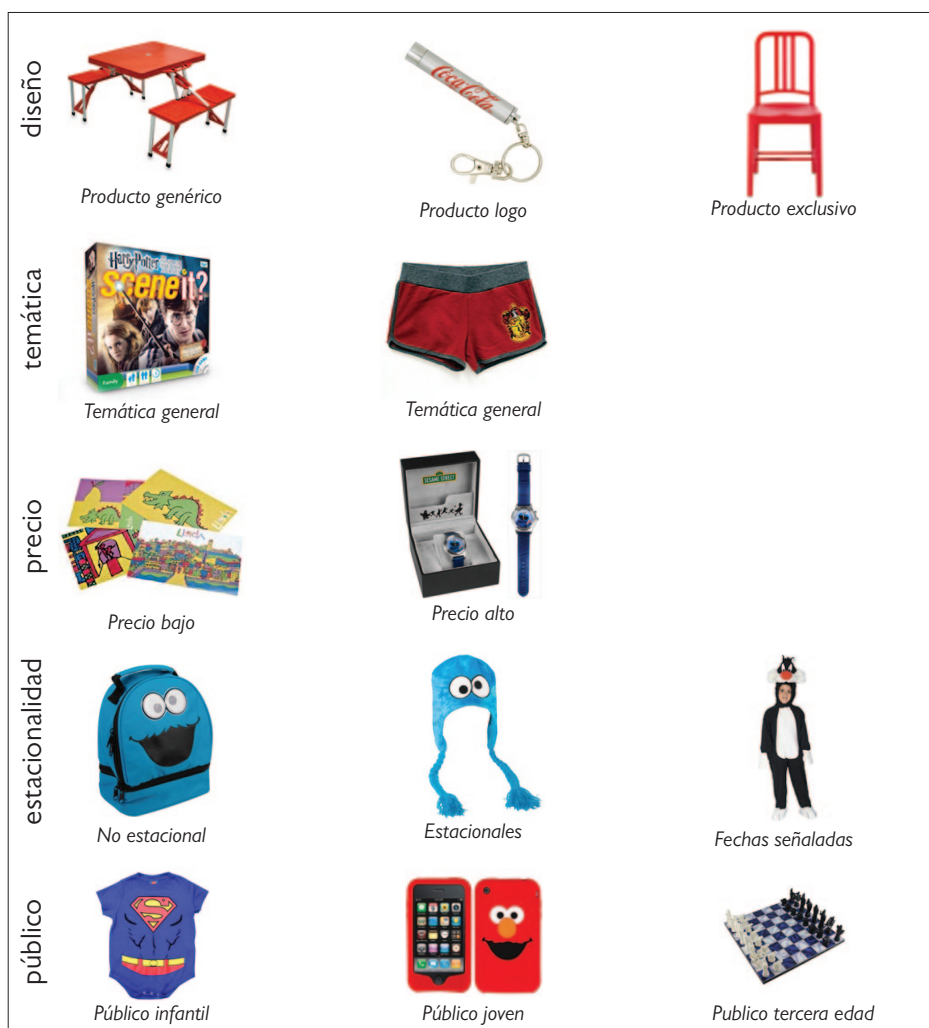 diseño
Coca-Cola
Producto genérico
Producto logo
Producto exclusivo
temática
Harry Potter
scene it?
Family
Temática general
Temática general
precio
SESAME STREET
Precio bajo
Precio alto
estacionalidad
No estacional
Estacionales
Fechas señaladas
público
Público infantil
Público joven
Publico tercera edad